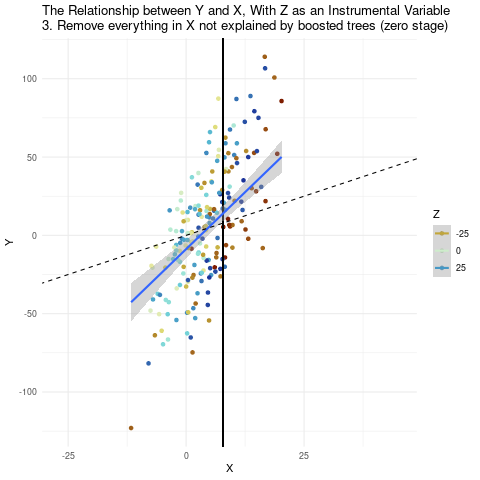 The Relationship between Y and X, With Z as an Instrumental Variable
3. Remove everything in X not explained by boosted trees (zero stage)
100
50
0
-50
-100
Y
-25
0
25
X
Z
-25
0
25